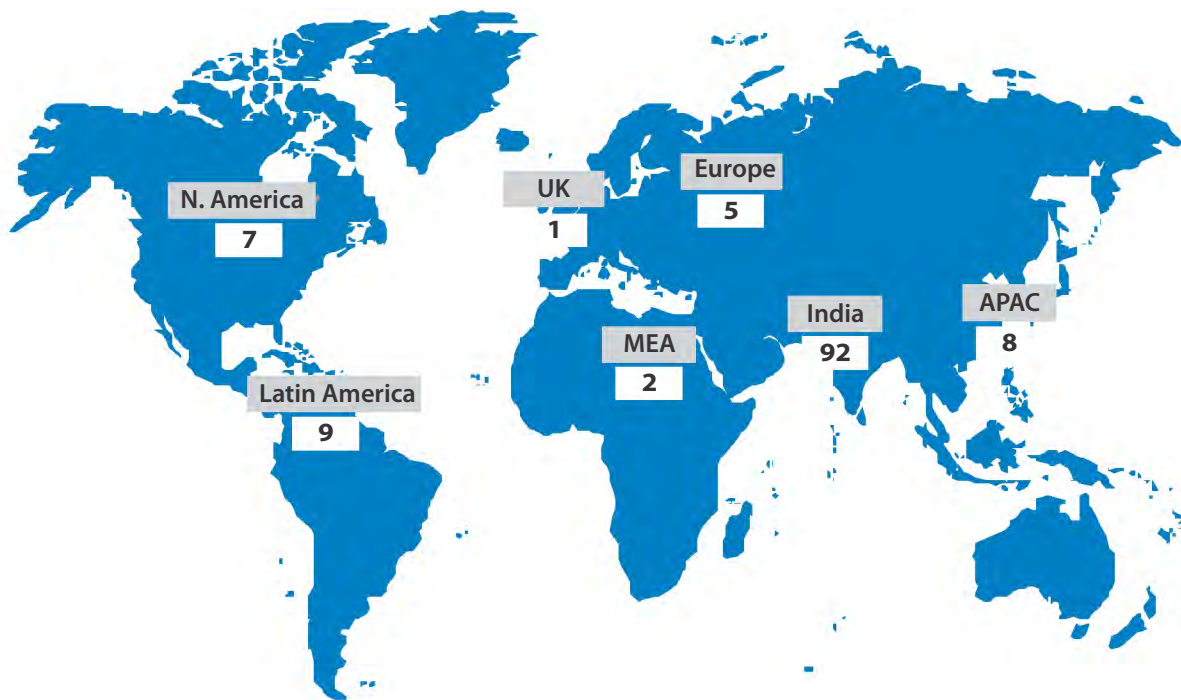 N. America
7
UK
1
Europe
5
India
92
APAC
8
MEA
2
Latin America
9